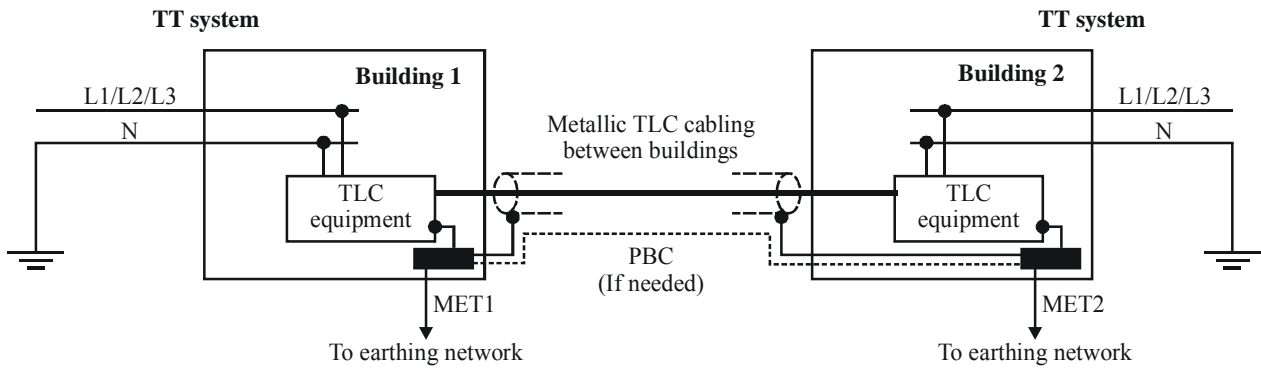 TT system
TT system
Building 1
Building 2
L1/L2/L3
L1/L2/L3
N
N
Metallic TLC cabling
between buildings
TLC
equipment
TLC
equipment
PBC
(If needed)
MET1
MET2
To earthing network
To earthing network